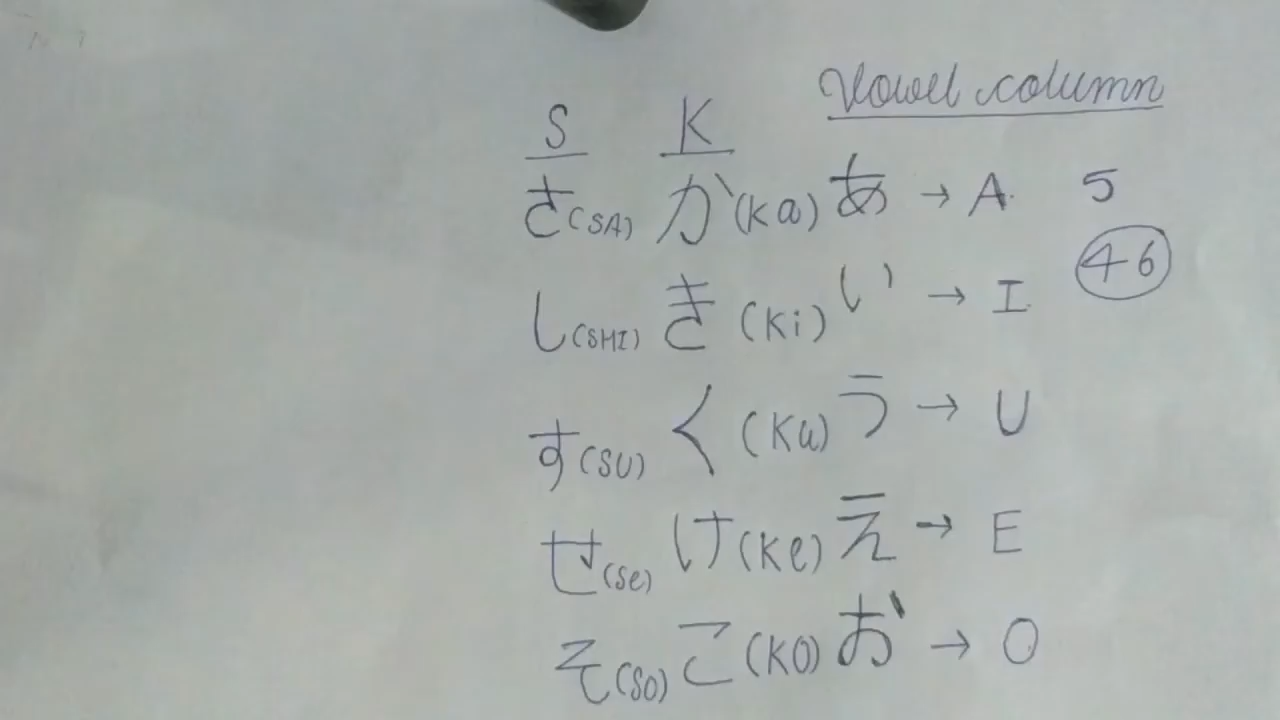 S K Vowel column
さ(SA) か(Ka) あ → A 5
46
し(SHI) き(Ki) い → I
す(SU) く(Ku) う → U
せ(Se) け(Ke) え → E
そ(SO) こ(KO) お → O